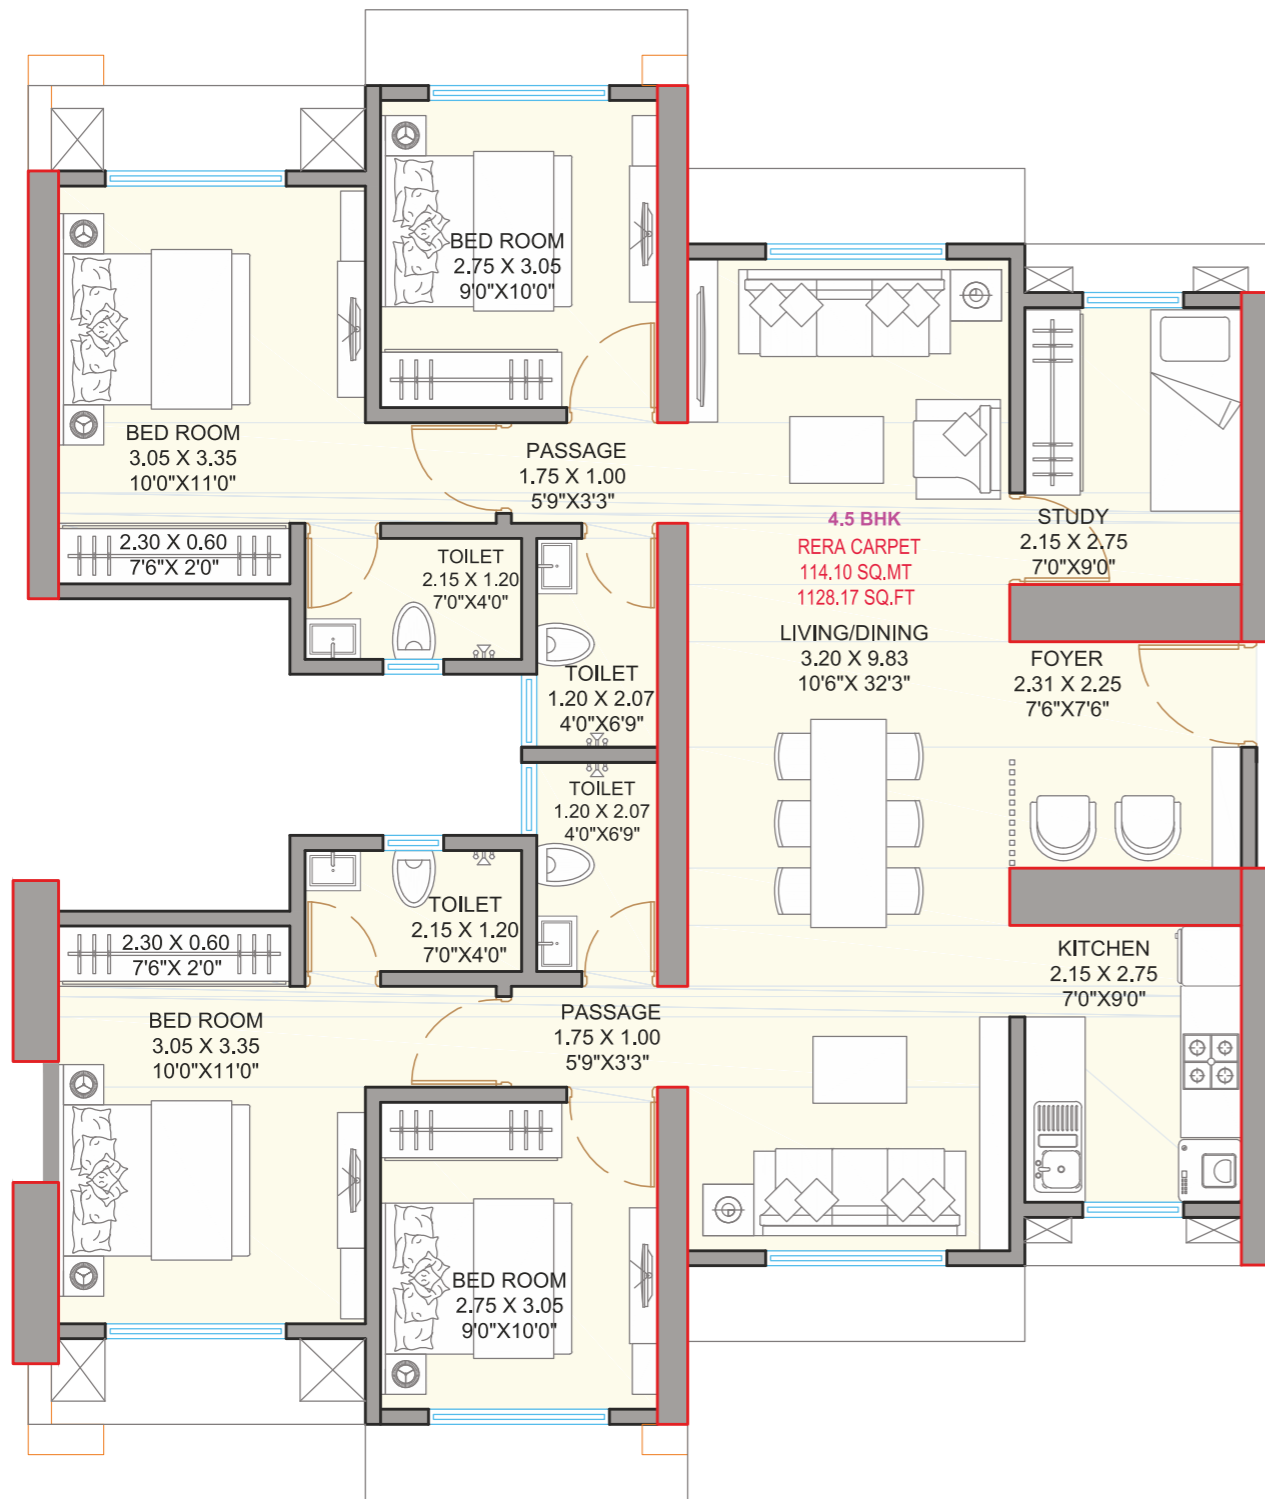 BED ROOM
2.75 X 3.05
9'0"X10'0"
BED ROOM
3.05 X 3.35
10'0"X11'0"
PASSAGE
1.75 X 1.00
5'9"X3'3"
4.5 BHK
RERA CARPET
114.10 SQ.MT
1128.17 SQ.FT
STUDY
2.15 X 2.75
7'0"X9'0"
2.30 X 0.60
7'6"X 2'0"
TOILET
2.15 X 1.20
7'0"X4'0"
LIVING/DINING
3.20 X 9.83
10'6"X 32'3"
FOYER
2.31 X 2.25
7'6"X7'6"
TOILET
1.20 X 2.07
4'0"X6'9"
TOILET
1.20 X 2.07
4'0"X6'9"
TOILET
2.15 X 1.20
7'0"X4'0"
2.30 X 0.60
7'6"X 2'0"
KITCHEN
2.15 X 2.75
7'0"X9'0"
BED ROOM
3.05 X 3.35
10'0"X11'0"
PASSAGE
1.75 X 1.00
5'9"X3'3"
BED ROOM
2.75 X 3.05
9'0"X10'0"